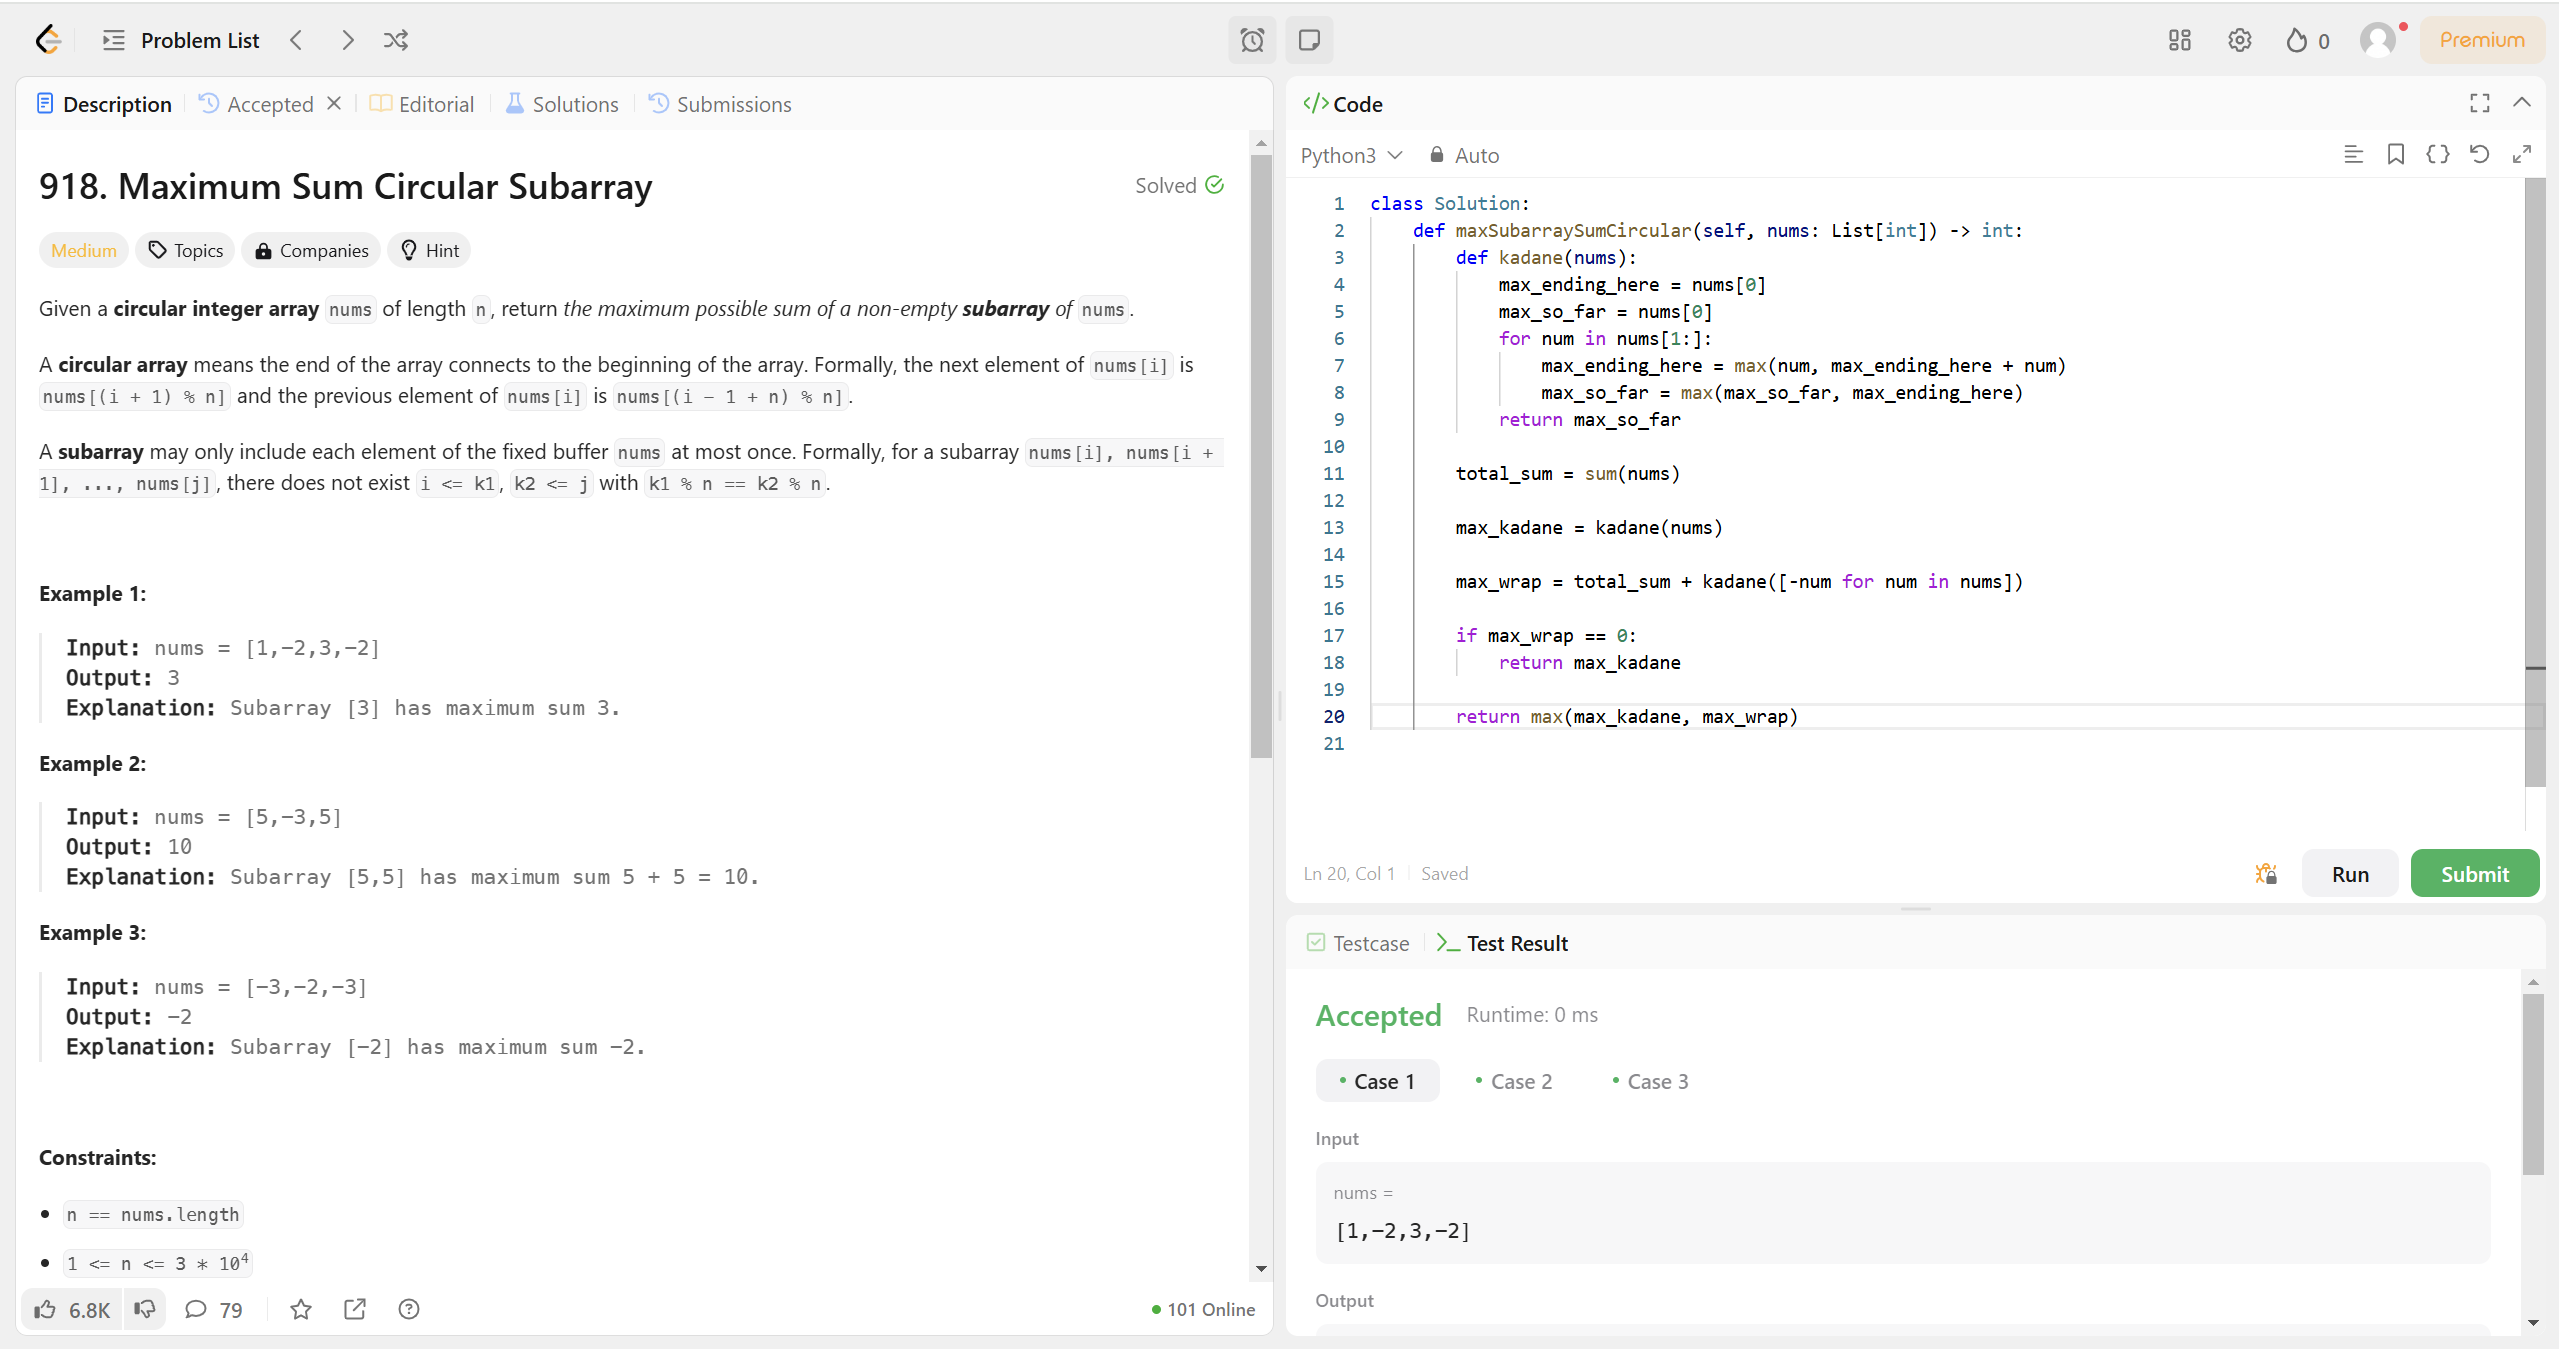 Problem List
0
Premium
Description
Accepted
Editorial
Solutions
Submissions
918. Maximum Sum Circular Subarray
Solved
Medium
Topics
Companies
Hint
Given a circular integer array nums of length n, return the maximum possible sum of a non-empty subarray of nums.
A circular array means the end of the array connects to the beginning of the array. Formally, the next element of nums[i] is
nums[(i + 1) % n] and the previous element of nums[i] is nums[(i - 1 + n) % n].
A subarray may only include each element of the fixed buffer nums at most once. Formally, for a subarray nums[i], nums[i +
1], ..., nums[j], there does not exist i <= k1, k2 <= j with k1 % n == k2 % n.
Example 1:
Input: nums = [1,-2,3,-2]
Output: 3
Explanation: Subarray [3] has maximum sum 3.
Example 2:
Input: nums = [5,-3,5]
Output: 10
Explanation: Subarray [5,5] has maximum sum 5 + 5 = 10.
Example 3:
Input: nums = [-3,-2,-3]
Output: -2
Explanation: Subarray [-2] has maximum sum -2.
Constraints:
• n == nums.length
• 1 <= n <= 3 * 10⁴
6.8K
79
101 Online
</> Code
Python3
Auto
1 class Solution:
2     def maxSubarraySumCircular(self, nums: List[int]) -> int:
3         def kadane(nums):
4             max_ending_here = nums[0]
5             max_so_far = nums[0]
6             for num in nums[1:]:
7                 max_ending_here = max(num, max_ending_here + num)
8                 max_so_far = max(max_so_far, max_ending_here)
9             return max_so_far
10
11         total_sum = sum(nums)
12
13         max_kadane = kadane(nums)
14
15         max_wrap = total_sum + kadane([-num for num in nums])
16
17         if max_wrap == 0:
18             return max_kadane
19
20         return max(max_kadane, max_wrap)
21
Ln 20, Col 1
Saved
Run
Submit
Testcase
Test Result
Accepted
Runtime: 0 ms
• Case 1
• Case 2
• Case 3
Input
nums =
[1,-2,3,-2]
Output